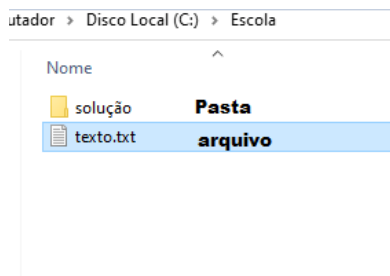 utador > Disco Local (C:) > Escola
Nome
solução Pasta
texto.txt arquivo